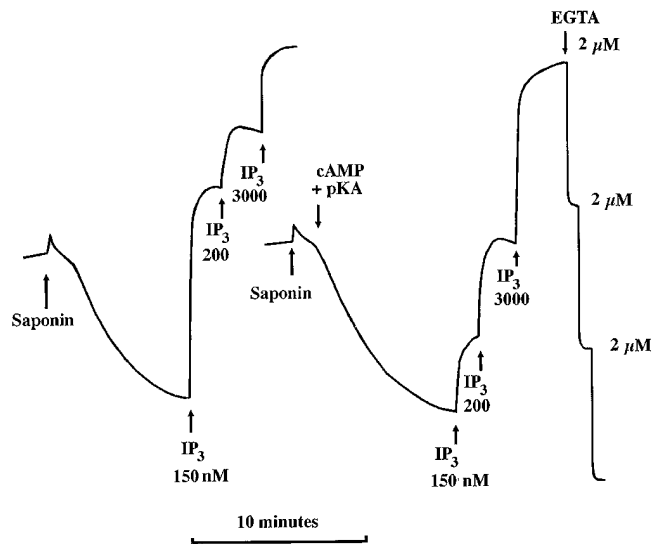 EGTA
2 µM
cAMP
+ pKA
IP3
3000
IP3
200
2 µM
Saponin
IP3
3000
Saponin
2 µM
IP3
200
IP3
150 nM
IP3
150 nM
10 minutes